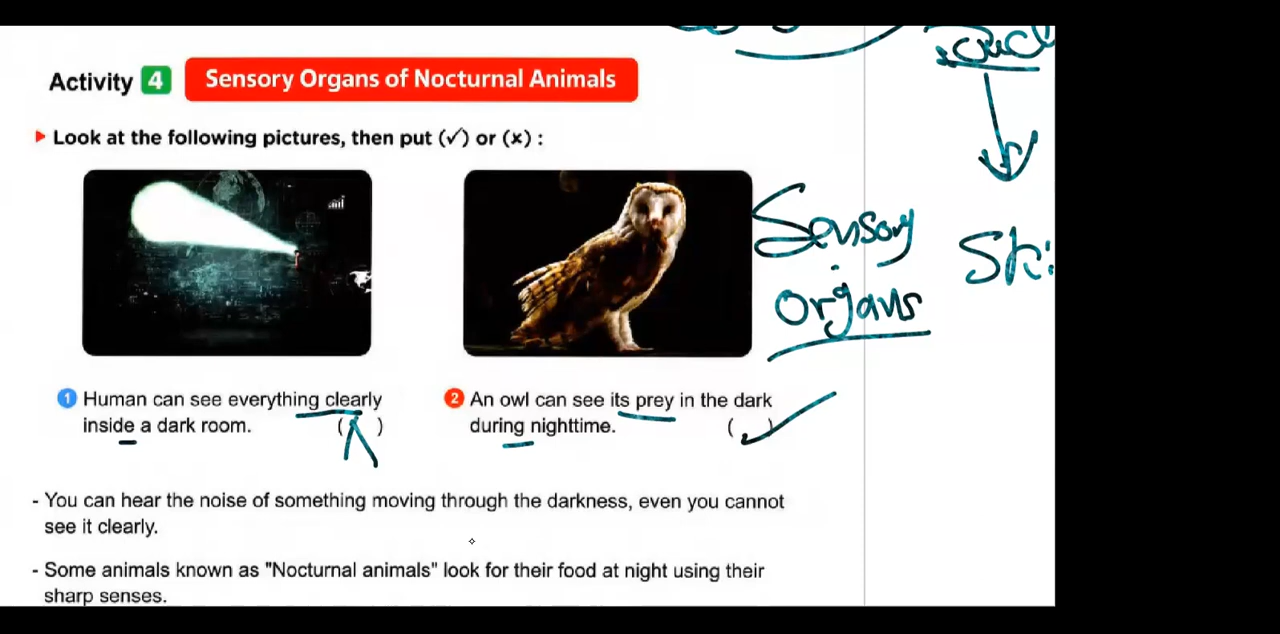 Activity 4 Sensory Organs of Nocturnal Animals
Look at the following pictures, then put (✓) or (×) :
Sensory
organs
1 Human can see everything clearly
inside a dark room. ( )
2 An owl can see its prey in the dark
during nighttime. (✓)
- You can hear the noise of something moving through the darkness, even you cannot
see it clearly.
- Some animals known as "Nocturnal animals" look for their food at night using their
sharp senses.